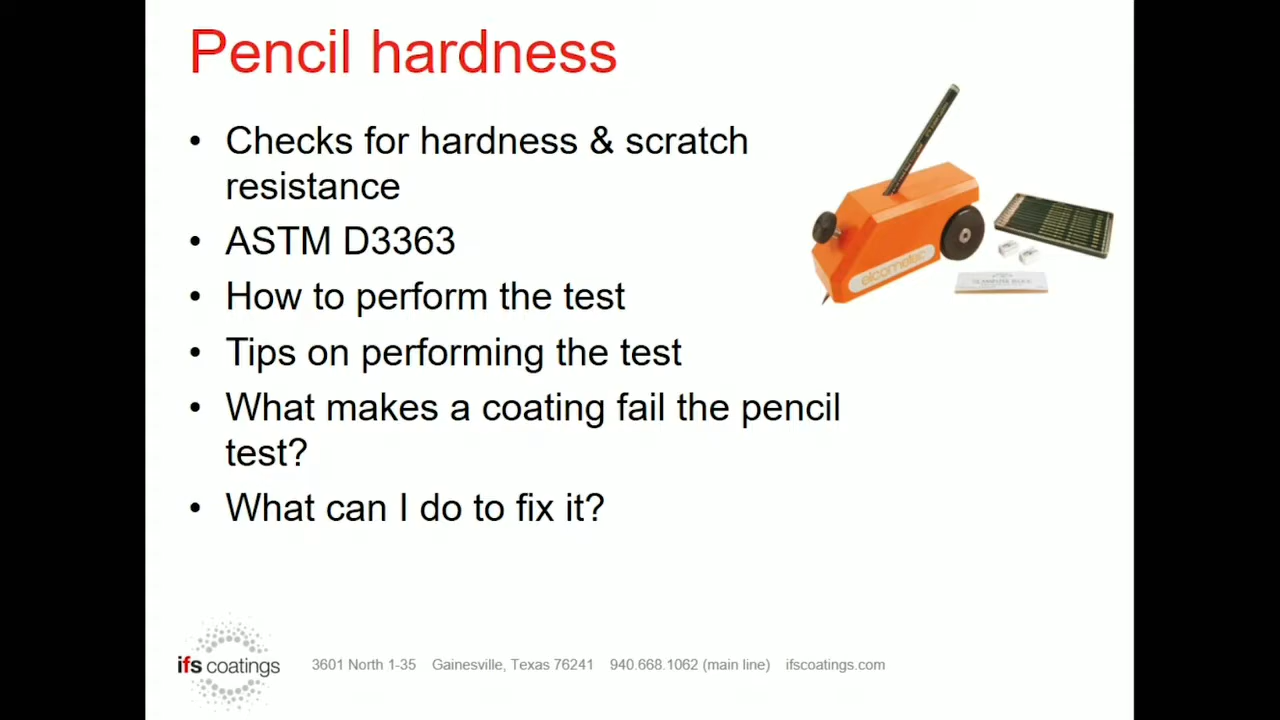 Pencil hardness
• Checks for hardness & scratch
resistance
• ASTM D3363
• How to perform the test
• Tips on performing the test
• What makes a coating fail the pencil
test?
• What can I do to fix it?
elcometer
ifs coatings
3601 North 1-35 Gainesville, Texas 76241 940.668.1062 (main line) ifscoatings.com